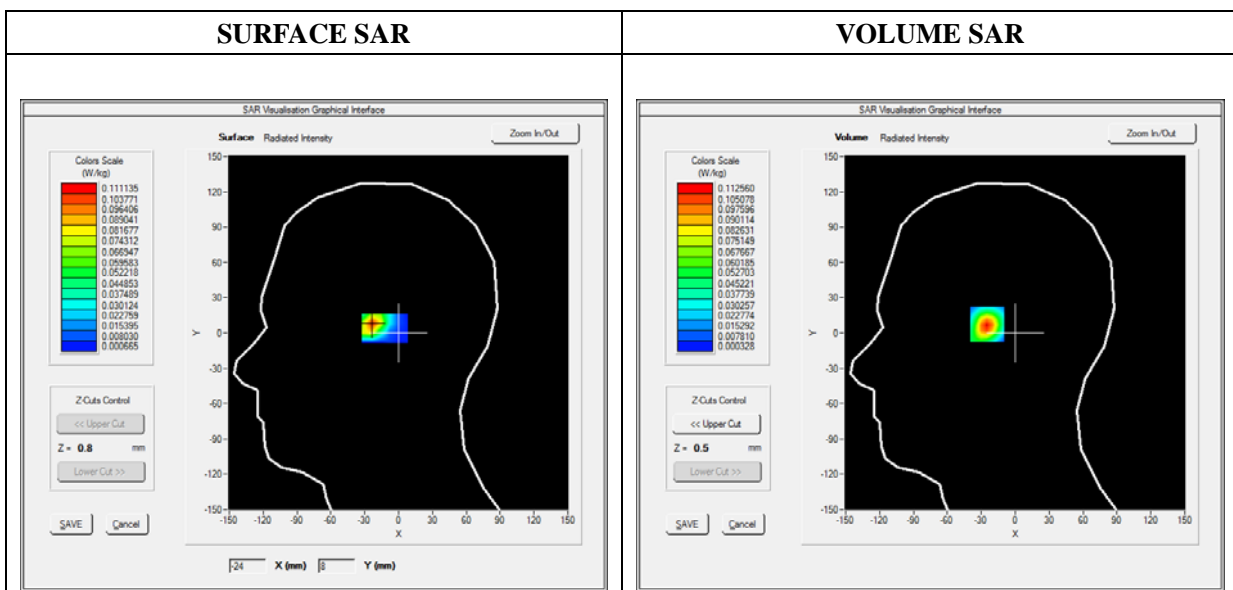 SURFACE SAR
VOLUME SAR
SAR Visualisation Graphical Interface
Surface Radiated Intensity
Zoom In/Out
Colors Scale
(W/kg)
0.111135
0.103771
0.096406
0.089041
0.081677
0.074312
0.066947
0.059583
0.052218
0.044853
0.037489
0.030124
0.022759
0.015395
0.008030
0.000665
Z-Cuts Control
<< Upper Cut
Z = 0.8 mm
Lower Cut >>
SAVE Cancel
150
120
90
60
30
0
-30
-60
-90
-120
-150
Y
-150 -120 -90 -60 -30 0 30 60 90 120 150
X
-24 X (mm) 8 Y (mm)
SAR Visualisation Graphical Interface
Volume Radiated Intensity
Zoom In/Out
Colors Scale
(W/kg)
0.112560
0.105078
0.097596
0.090114
0.082631
0.075149
0.067667
0.060185
0.052703
0.045221
0.037739
0.030257
0.022774
0.015292
0.007810
0.000328
Z-Cuts Control
<< Upper Cut
Z = 0.5 mm
Lower Cut >>
SAVE Cancel
150
120
90
60
30
0
-30
-60
-90
-120
-150
Y
-150 -120 -90 -60 -30 0 30 60 90 120 150
X